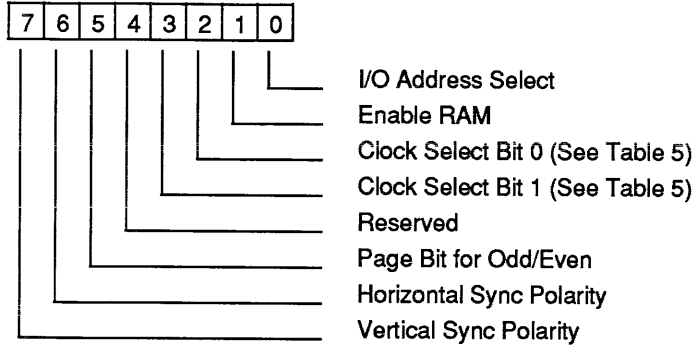 7 6 5 4 3 2 1 0
I/O Address Select
Enable RAM
Clock Select Bit 0 (See Table 5)
Clock Select Bit 1 (See Table 5)
Reserved
Page Bit for Odd/Even
Horizontal Sync Polarity
Vertical Sync Polarity